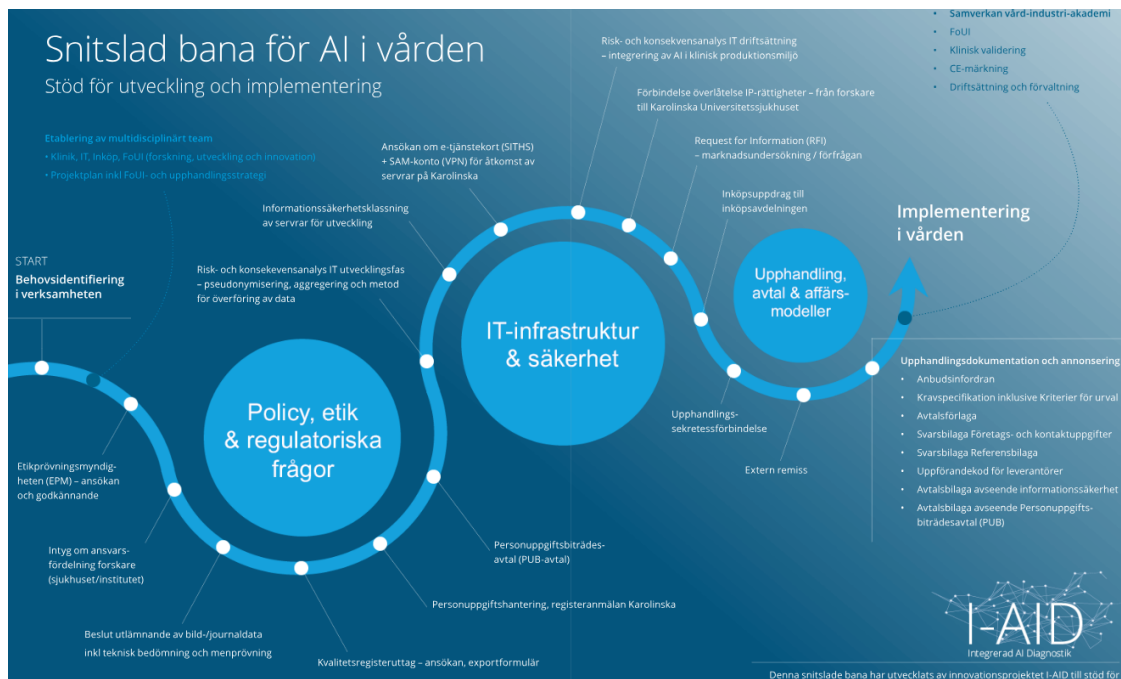 Snitslad bana för AI i vården
Stöd för utveckling och implementering
Etablering av multidisciplinärt team
• Klinik, IT, Inköp, FoUI (forskning, utveckling och innovation)
• Projektplan inkl FoUI- och upphandlingsstrategi
START
Behovsidentifiering
i verksamheten
Etikprövningsmyndig-
heten (EPM) – ansökan
och godkännande
Intyg om ansvars-
fördelning forskare
(sjukhuset/institutet)
Beslut utlämnande av bild-/journaldata
inkl teknisk bedömning och menprövning
Kvalitetsregisteruttag – ansökan, exportformulär
Personuppgiftshantering, registeranmälan Karolinska
Personuppgiftsbiträdes-
avtal (PUB-avtal)
Policy, etik
& regulatoriska
frågor
Risk- och konsekevensanalys IT utvecklingsfas
– pseudonymisering, aggregering och metod
för överföring av data
Informationssäkerhetsklassning
av servrar för utveckling
Ansökan om e-tjänstekort (SITHS)
+ SAM-konto (VPN) för åtkomst av
servrar på Karolinska
Risk- och konsekvensanalys IT driftsättning
– integrering av AI i klinisk produktionsmiljö
Förbindelse överlåtelse IP-rättigheter – från forskare
till Karolinska Universitetssjukhuset
Request for Information (RFI)
– marknadsundersökning / förfrågan
IT-infrastruktur
& säkerhet
Inköpsuppdrag till
inköpsavdelningen
Upphandling,
avtal & affärs-
modeller
Upphandlings-
sekretessförbindelse
Extern remiss
Implementering
i vården
• Samverkan vård-industri-akademi
• FoUI
• Klinisk validering
• CE-märkning
• Driftsättning och förvaltning
Upphandlingsdokumentation och annonsering
• Anbudsinfordran
• Kravspecifikation inklusive Kriterier för urval
• Avtalsförlaga
• Svarsbilaga Företags- och kontaktuppgifter
• Svarsbilaga Referensbilaga
• Uppförandekod för leverantörer
• Avtalsbilaga avseende informationssäkerhet
• Avtalsbilaga avseende Personuppgifts-
biträdesavtal (PUB)
I-AID
Integrerad AI Diagnostik
Denna snitslade bana har utvecklats av innovationsprojektet I-AID till stöd för